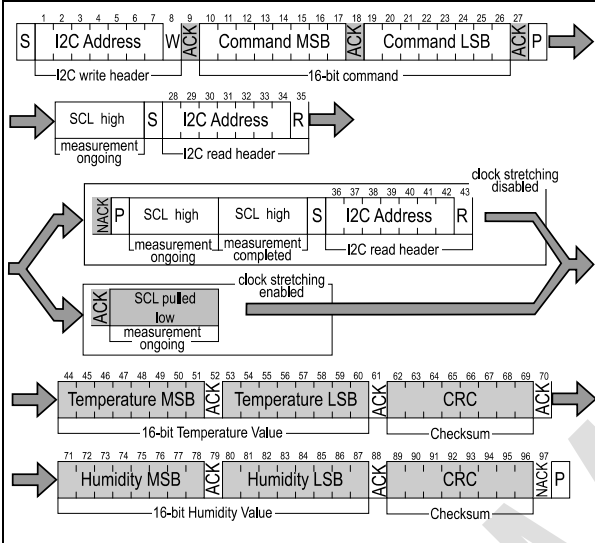 1 2 3 4 5 6 7 8 9 10 11 12 13 14 15 16 17 18 19 20 21 22 23 24 25 26 27
S I2C Address W ACK Command MSB ACK Command LSB ACK P
I2C write header 16-bit command
28 29 30 31 32 33 34 35
SCL high S I2C Address R
measurement ongoing I2C read header
clock stretching disabled
36 37 38 39 40 41 42 43
NACK P SCL high SCL high S I2C Address R
measurement ongoing measurement completed I2C read header
clock stretching enabled
ACK SCL pulled low
measurement ongoing
44 45 46 47 48 49 50 51 52 53 54 55 56 57 58 59 60 61 62 63 64 65 66 67 68 69 70
Temperature MSB ACK Temperature LSB ACK CRC ACK
16-bit Temperature Value Checksum
71 72 73 74 75 76 77 78 79 80 81 82 83 84 85 86 87 88 89 90 91 92 93 94 95 96 97
Humidity MSB ACK Humidity LSB ACK CRC NACK P
16-bit Humidity Value Checksum